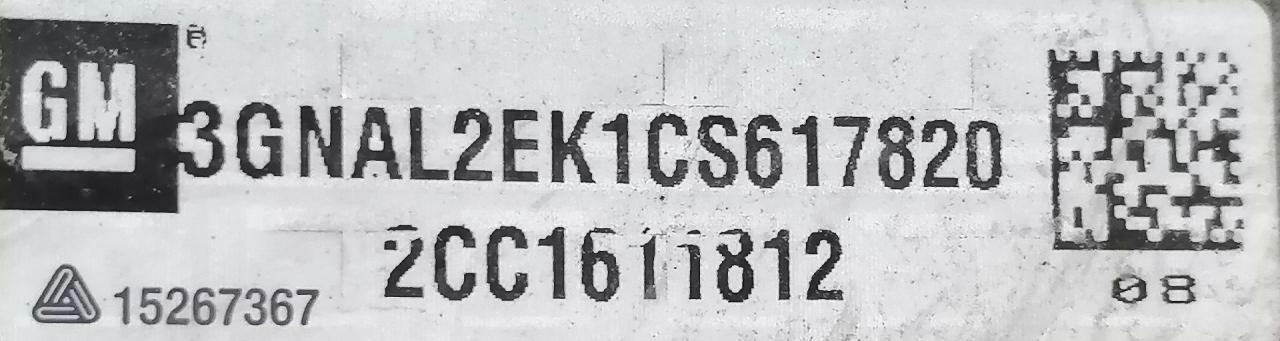 GM ®
3GNAL2EK1CS617820
2CC1611812
15267367
08